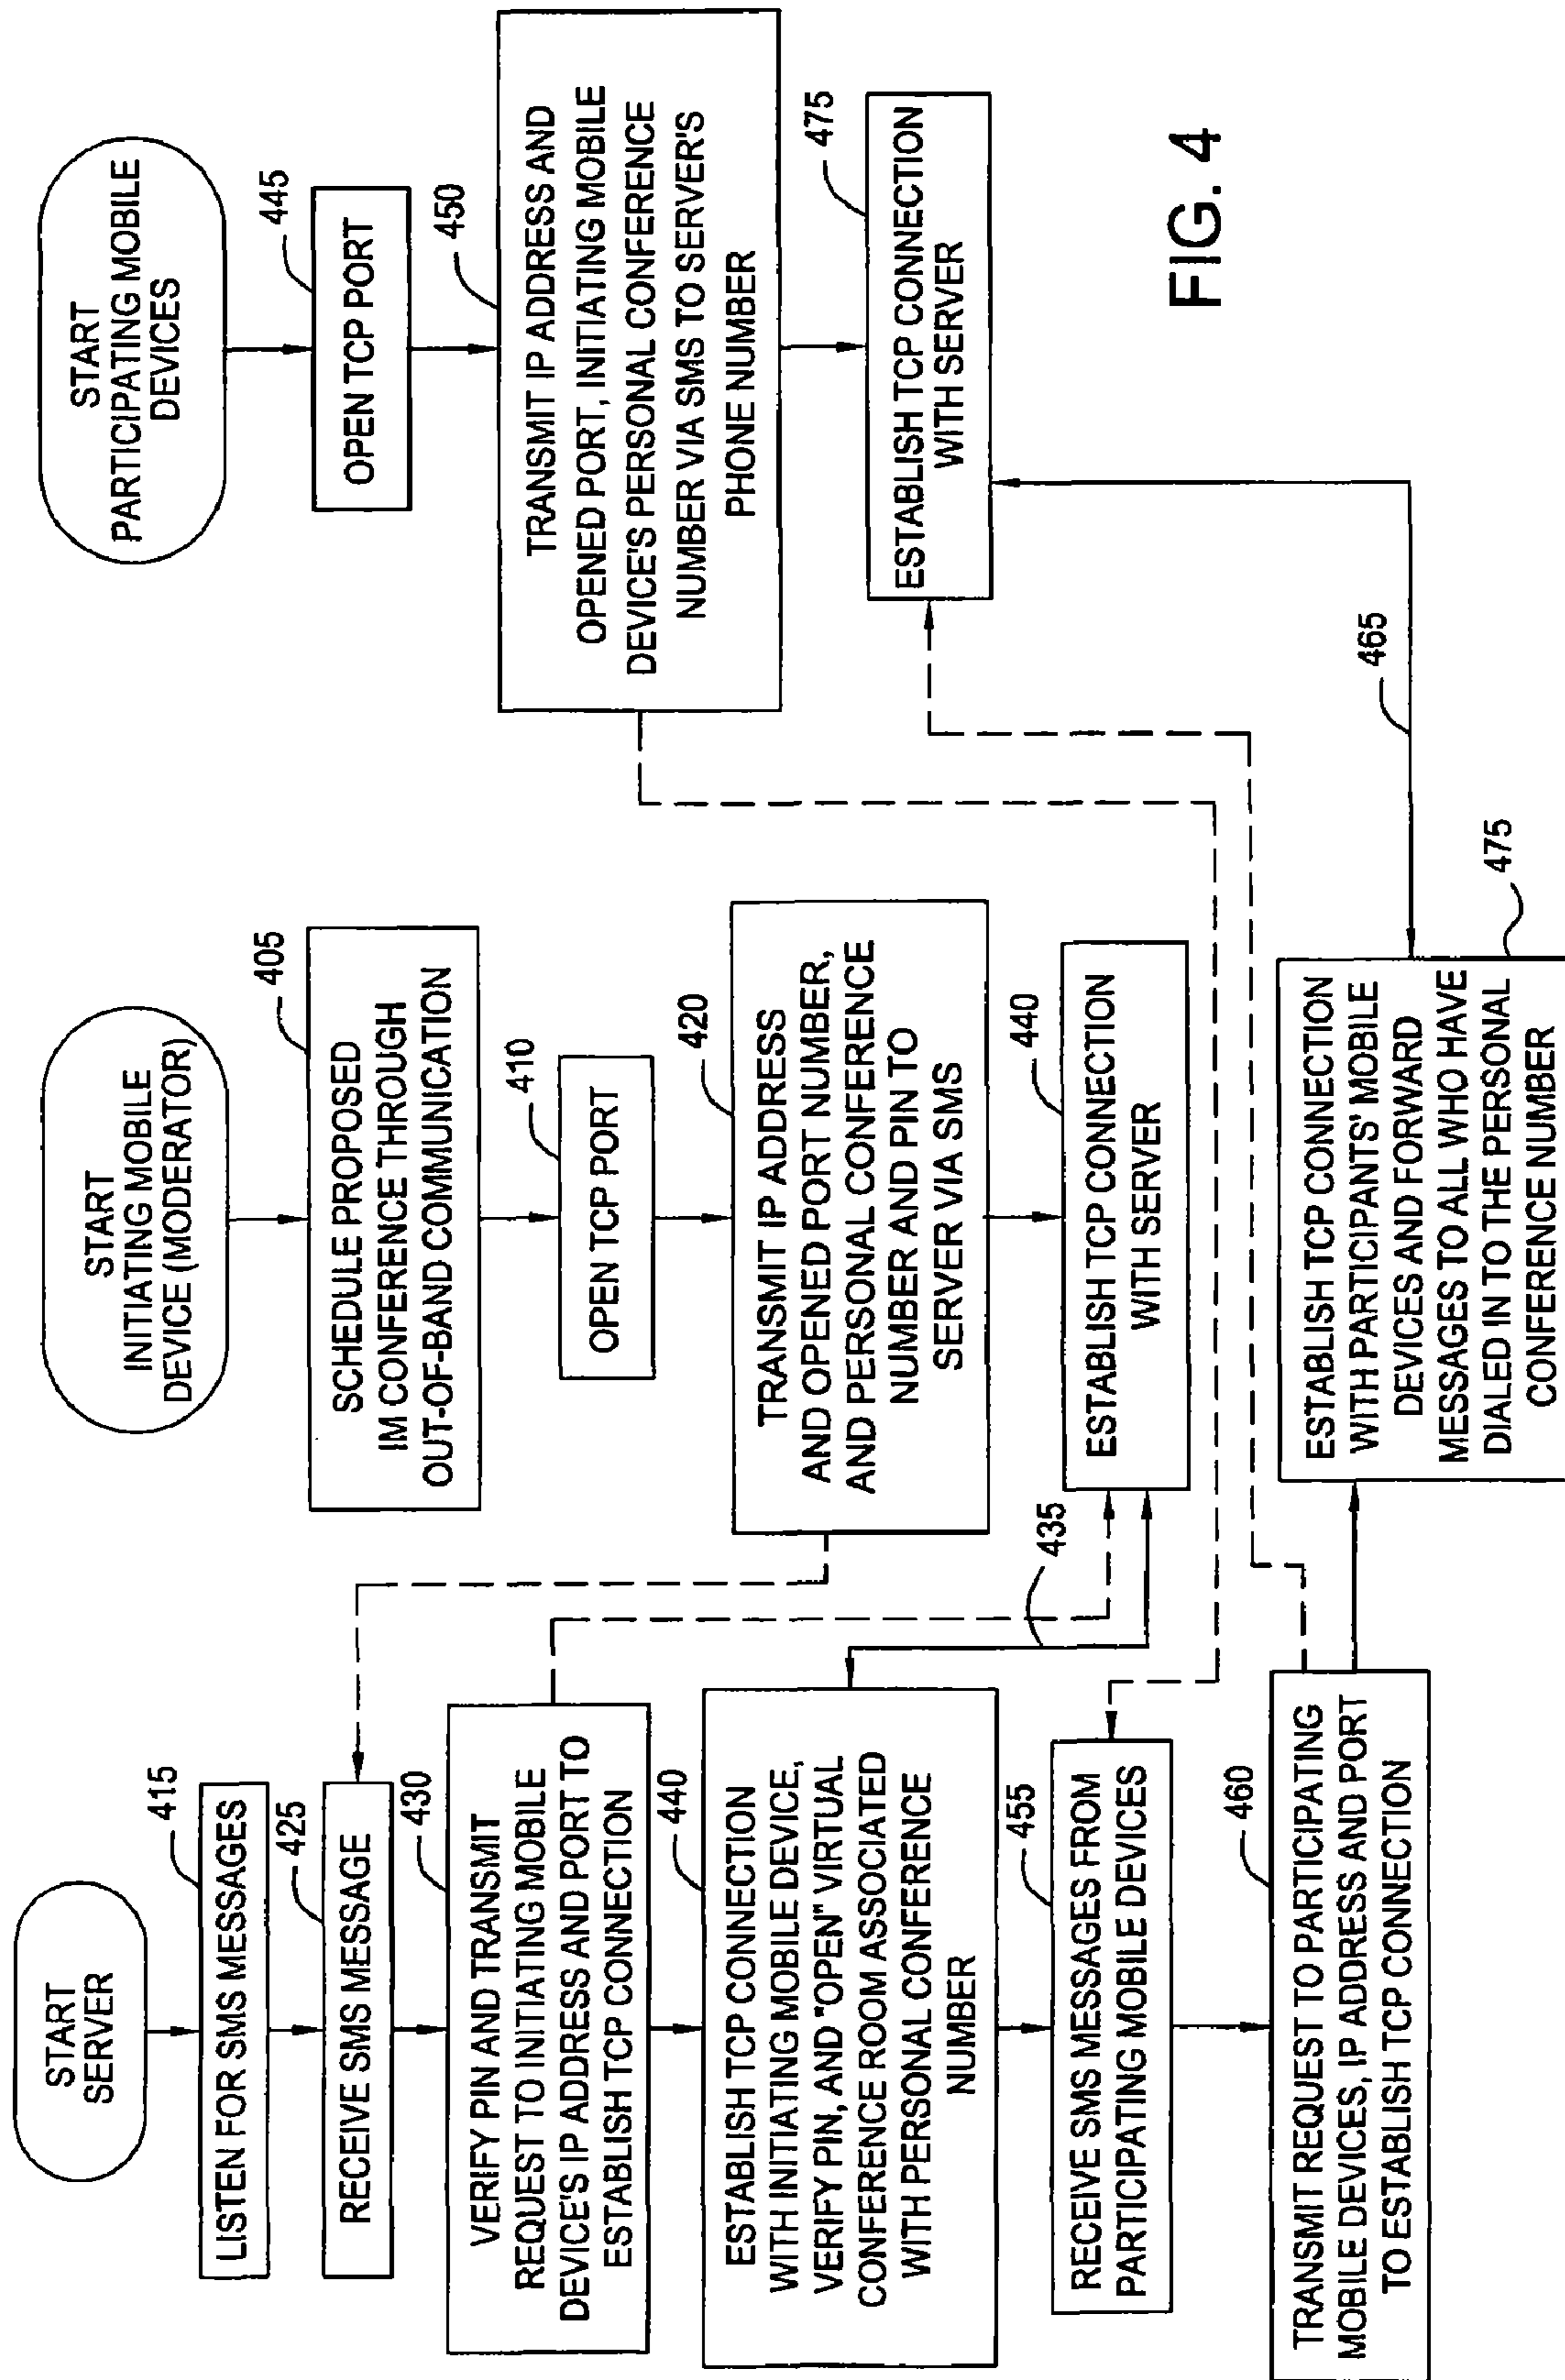 START
SERVER
415
LISTEN FOR SMS MESSAGES
425
RECEIVE SMS MESSAGE
430
VERIFY PIN AND TRANSMIT
REQUEST TO INITIATING MOBILE
DEVICE'S IP ADDRESS AND PORT TO
ESTABLISH TCP CONNECTION
440
ESTABLISH TCP CONNECTION
WITH INITIATING MOBILE DEVICE,
VERIFY PIN, AND "OPEN" VIRTUAL
CONFERENCE ROOM ASSOCIATED
WITH PERSONAL CONFERENCE
NUMBER
435
455
RECEIVE SMS MESSAGES FROM
PARTICIPATING MOBILE DEVICES
460
TRANSMIT REQUEST TO PARTICIPATING
MOBILE DEVICES, IP ADDRESS AND PORT
TO ESTABLISH TCP CONNECTION
START
INITIATING MOBILE
DEVICE (MODERATOR)
405
SCHEDULE PROPOSED
IM CONFERENCE THROUGH
OUT-OF-BAND COMMUNICATION
410
OPEN TCP PORT
420
TRANSMIT IP ADDRESS
AND OPENED PORT NUMBER,
AND PERSONAL CONFERENCE
NUMBER AND PIN TO
SERVER VIA SMS
440
ESTABLISH TCP CONNECTION
WITH SERVER
475
ESTABLISH TCP CONNECTION
WITH PARTICIPANTS' MOBILE
DEVICES AND FORWARD
MESSAGES TO ALL WHO HAVE
DIALED IN TO THE PERSONAL
CONFERENCE NUMBER
START
PARTICIPATING MOBILE
DEVICES
445
OPEN TCP PORT
450
TRANSMIT IP ADDRESS AND
OPENED PORT, INITIATING MOBILE
DEVICE'S PERSONAL CONFERENCE
NUMBER VIA SMS TO SERVER'S
PHONE NUMBER
475
ESTABLISH TCP CONNECTION
WITH SERVER
465
FIG. 4